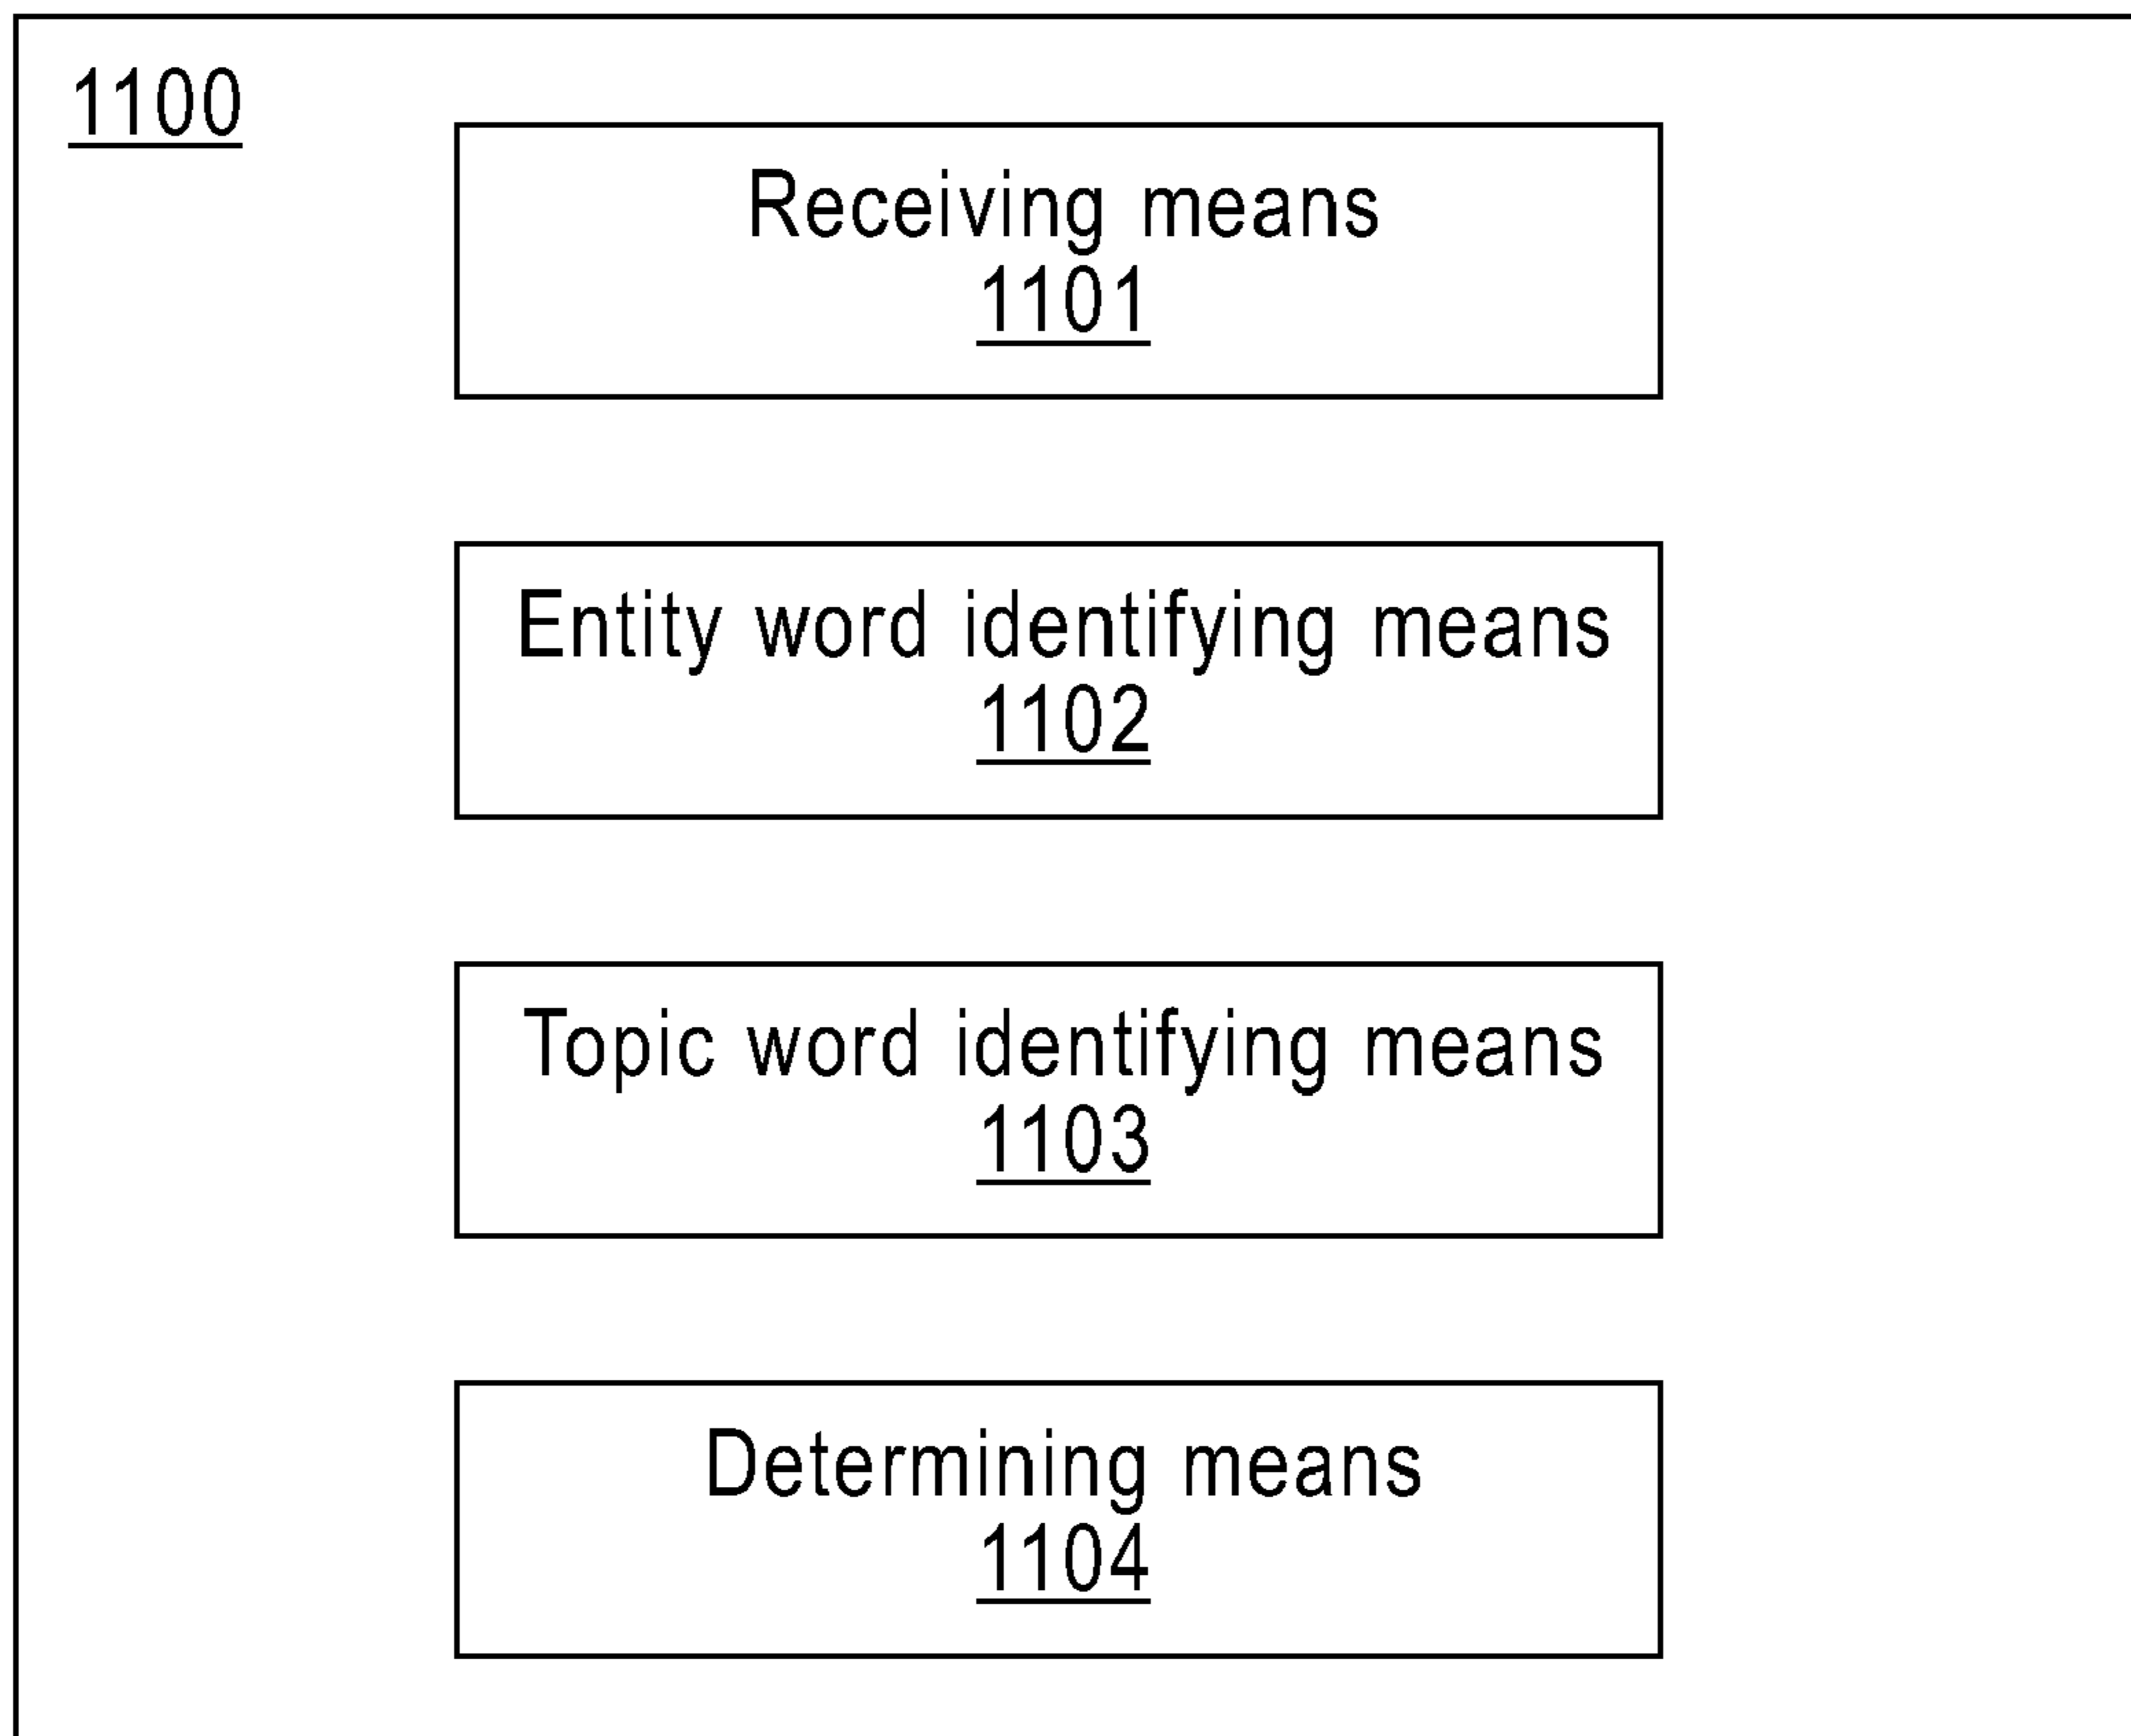 1100
Receiving means
1101
Entity word identifying means
1102
Topic word identifying means
1103
Determining means
1104